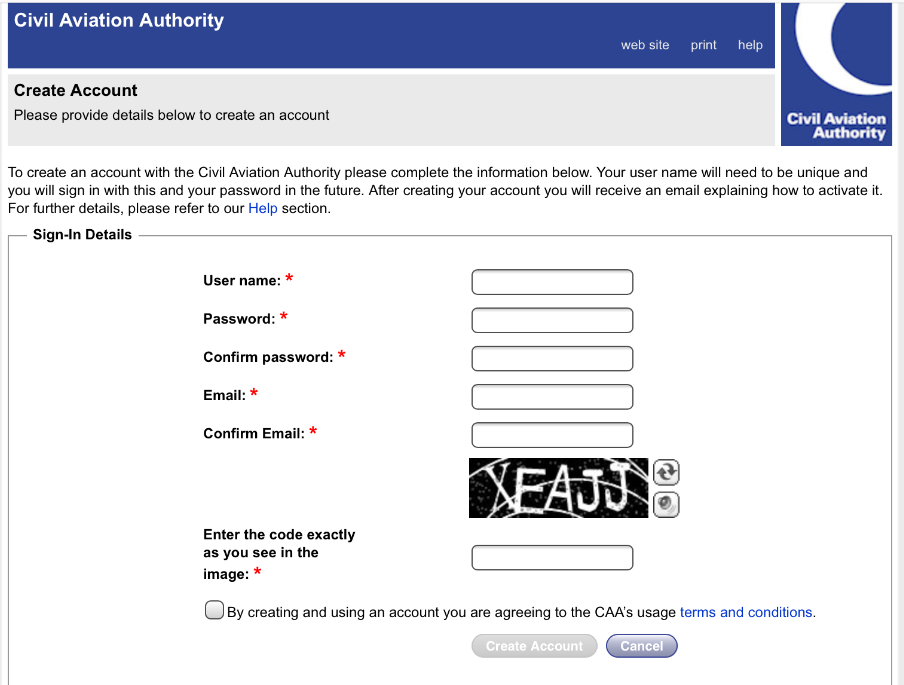 Civil Aviation Authority
web site print help
Create Account
Please provide details below to create an account
Civil Aviation
Authority
To create an account with the Civil Aviation Authority please complete the information below. Your user name will need to be unique and
you will sign in with this and your password in the future. After creating your account you will receive an email explaining how to activate it.
For further details, please refer to our Help section.
Sign-In Details
User name: *
Password: *
Confirm password: *
Email: *
Confirm Email: *
XEAJJ
Enter the code exactly
as you see in the
image: *
By creating and using an account you are agreeing to the CAA's usage terms and conditions.
Create Account Cancel